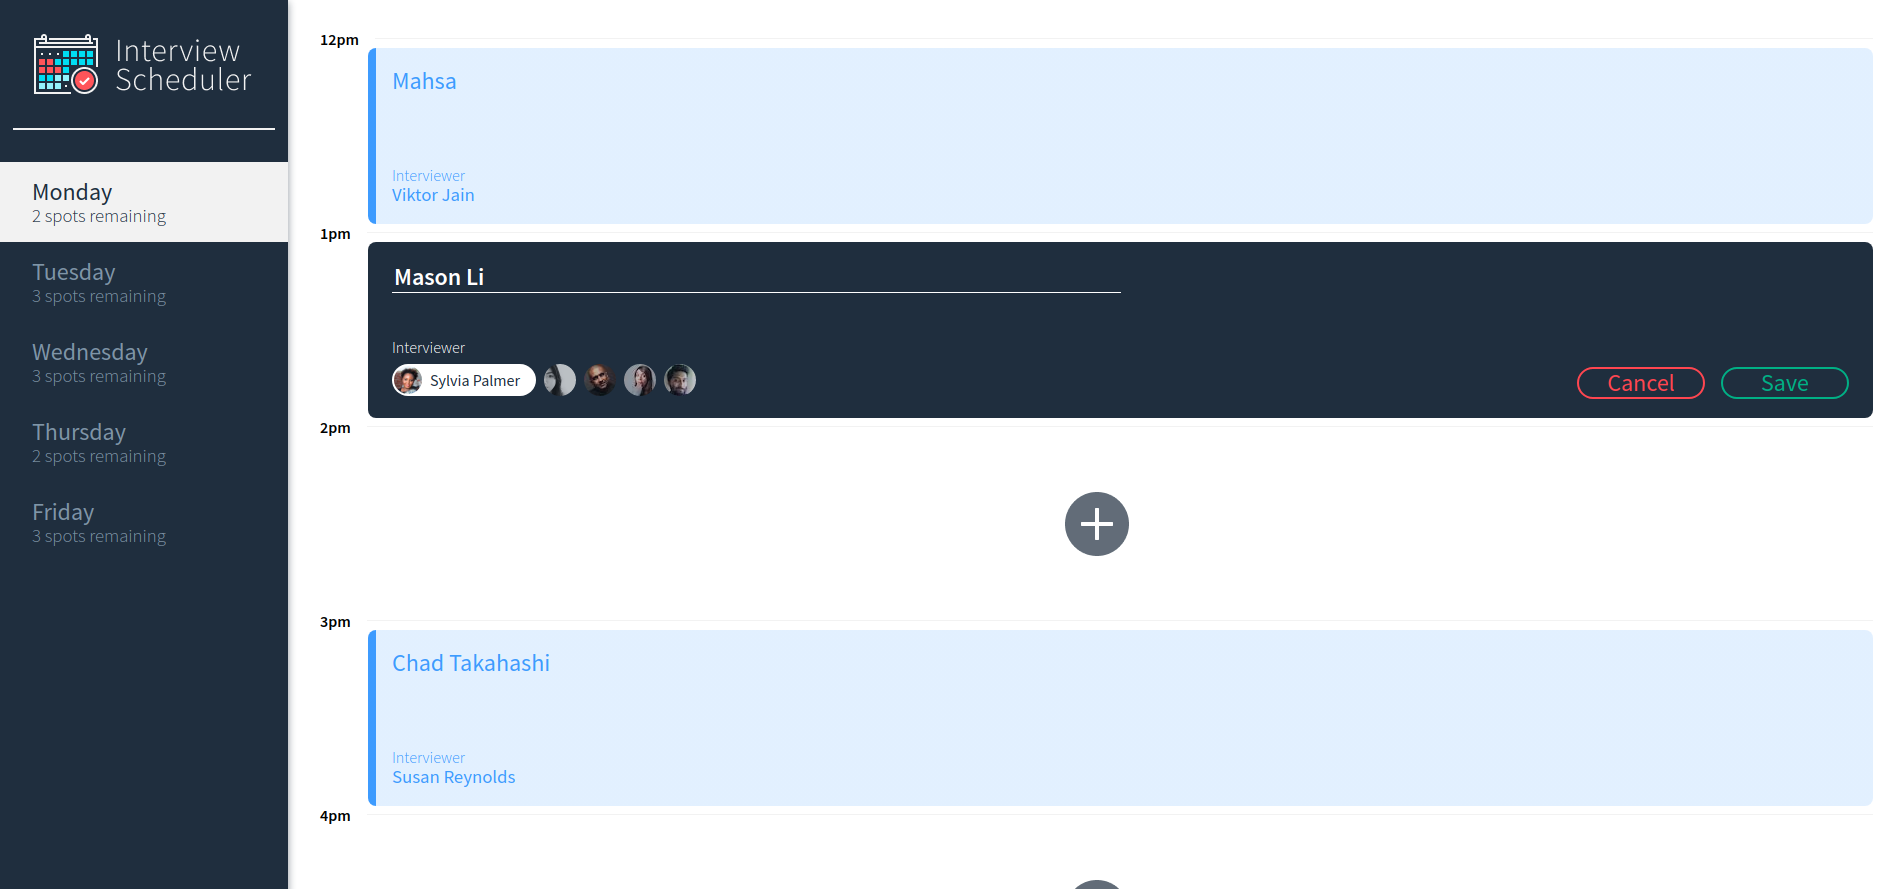 Interview
Scheduler
Monday
2 spots remaining
Tuesday
3 spots remaining
Wednesday
3 spots remaining
Thursday
2 spots remaining
Friday
3 spots remaining
12pm
Mahsa
Interviewer
Viktor Jain
1pm
Mason Li
Interviewer
Sylvia Palmer
Cancel Save
2pm
3pm
Chad Takahashi
Interviewer
Susan Reynolds
4pm